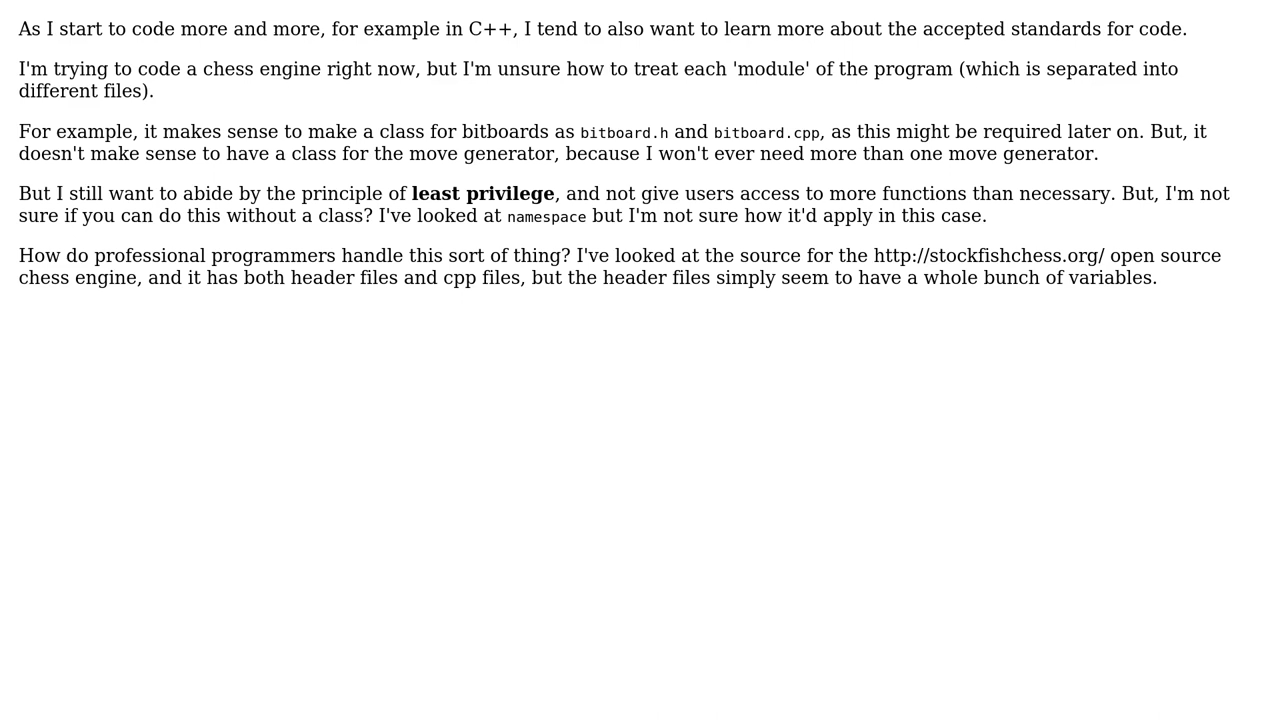 As I start to code more and more, for example in C++, I tend to also want to learn more about the accepted standards for code.
I'm trying to code a chess engine right now, but I'm unsure how to treat each 'module' of the program (which is separated into
different files).
For example, it makes sense to make a class for bitboards as bitboard.h and bitboard.cpp, as this might be required later on. But, it
doesn't make sense to have a class for the move generator, because I won't ever need more than one move generator.
But I still want to abide by the principle of least privilege, and not give users access to more functions than necessary. But, I'm not
sure if you can do this without a class? I've looked at namespace but I'm not sure how it'd apply in this case.
How do professional programmers handle this sort of thing? I've looked at the source for the http://stockfishchess.org/ open source
chess engine, and it has both header files and cpp files, but the header files simply seem to have a whole bunch of variables.